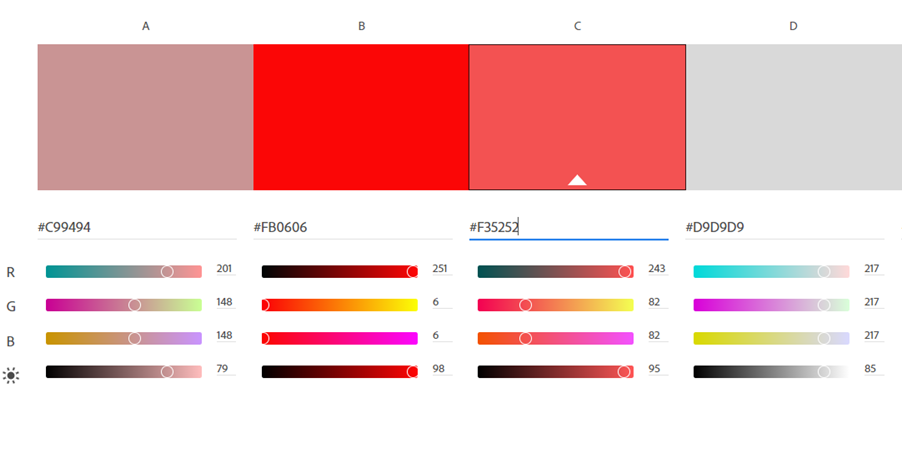 A B C D
#C99494 #FB0606 #F35252 #D9D9D9
R 201 251 243 217
G 148 6 82 217
B 148 6 82 217
79 98 95 85